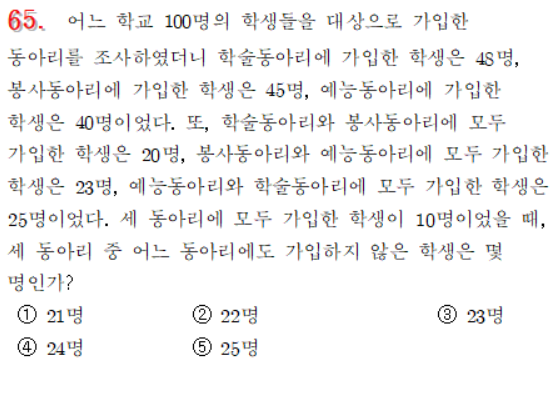 65. 어느 학교 100명의 학생들을 대상으로 가입한
동아리를 조사하였더니 학술동아리에 가입한 학생은 48명,
봉사동아리에 가입한 학생은 45명, 예능동아리에 가입한
학생은 40명이었다. 또, 학술동아리와 봉사동아리에 모두
가입한 학생은 20명, 봉사동아리와 예능동아리에 모두 가입한
학생은 23명, 예능동아리와 학술동아리에 모두 가입한 학생은
25명이었다. 세 동아리에 모두 가입한 학생이 10명이었을 때,
세 동아리 중 어느 동아리에도 가입하지 않은 학생은 몇
명인가?
① 21명 ② 22명 ③ 23명
④ 24명 ⑤ 25명